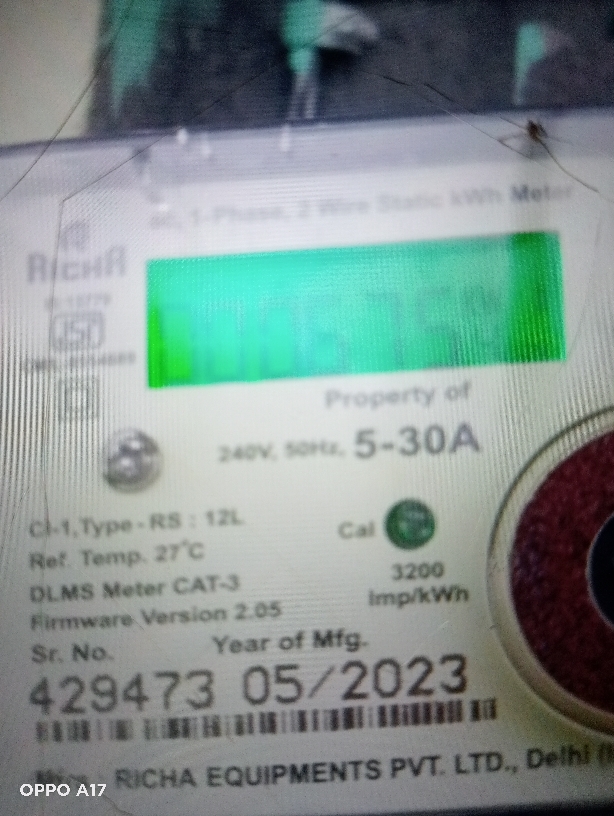 ac, 1-Phase, 2 Wire Static kWh Meter
RICHA
ISI
Property of
240V, 50Hz, 5-30A
Cl-1, Type - RS : 12L
Cal
Ref. Temp. 27°C
3200
DLMS Meter CAT-3
Imp/kWh
Firmware Version 2.05
Sr. No. Year of Mfg.
429473 05/2023
RICHA EQUIPMENTS PVT. LTD., Delhi
OPPO A17